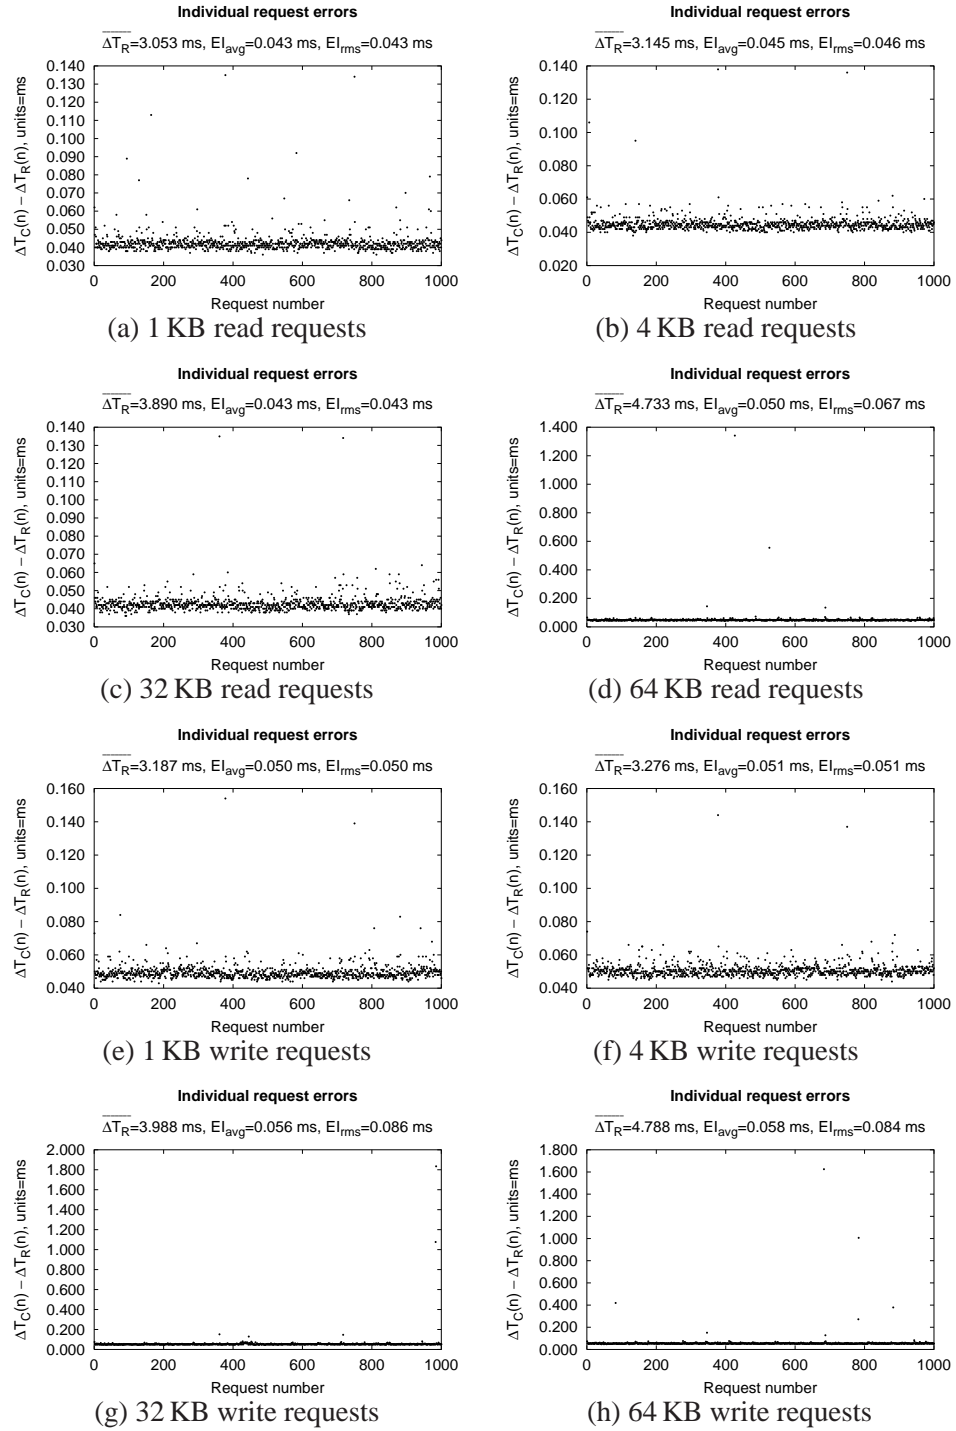 Individual request errors
ΔT_R=3.053 ms, EI_avg=0.043 ms, EI_rms=0.043 ms
ΔT_C(n) − ΔT_R(n), units=ms
0.140
0.130
0.120
0.110
0.100
0.090
0.080
0.070
0.060
0.050
0.040
0.030
0 200 400 600 800 1000
Request number
(a) 1 KB read requests
Individual request errors
ΔT_R=3.145 ms, EI_avg=0.045 ms, EI_rms=0.046 ms
ΔT_C(n) − ΔT_R(n), units=ms
0.140
0.120
0.100
0.080
0.060
0.040
0.020
0 200 400 600 800 1000
Request number
(b) 4 KB read requests
Individual request errors
ΔT_R=3.890 ms, EI_avg=0.043 ms, EI_rms=0.043 ms
ΔT_C(n) − ΔT_R(n), units=ms
0.140
0.130
0.120
0.110
0.100
0.090
0.080
0.070
0.060
0.050
0.040
0.030
0 200 400 600 800 1000
Request number
(c) 32 KB read requests
Individual request errors
ΔT_R=4.733 ms, EI_avg=0.050 ms, EI_rms=0.067 ms
ΔT_C(n) − ΔT_R(n), units=ms
1.400
1.200
1.000
0.800
0.600
0.400
0.200
0.000
0 200 400 600 800 1000
Request number
(d) 64 KB read requests
Individual request errors
ΔT_R=3.187 ms, EI_avg=0.050 ms, EI_rms=0.050 ms
ΔT_C(n) − ΔT_R(n), units=ms
0.160
0.140
0.120
0.100
0.080
0.060
0.040
0 200 400 600 800 1000
Request number
(e) 1 KB write requests
Individual request errors
ΔT_R=3.276 ms, EI_avg=0.051 ms, EI_rms=0.051 ms
ΔT_C(n) − ΔT_R(n), units=ms
0.160
0.140
0.120
0.100
0.080
0.060
0.040
0 200 400 600 800 1000
Request number
(f) 4 KB write requests
Individual request errors
ΔT_R=3.988 ms, EI_avg=0.056 ms, EI_rms=0.086 ms
ΔT_C(n) − ΔT_R(n), units=ms
2.000
1.800
1.600
1.400
1.200
1.000
0.800
0.600
0.400
0.200
0.000
0 200 400 600 800 1000
Request number
(g) 32 KB write requests
Individual request errors
ΔT_R=4.788 ms, EI_avg=0.058 ms, EI_rms=0.084 ms
ΔT_C(n) − ΔT_R(n), units=ms
1.800
1.600
1.400
1.200
1.000
0.800
0.600
0.400
0.200
0.000
0 200 400 600 800 1000
Request number
(h) 64 KB write requests